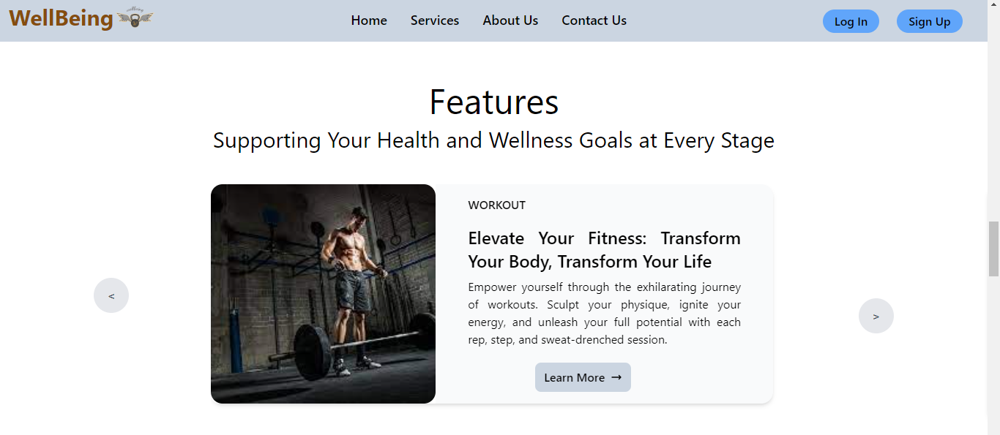 WellBeing wellbeing
Home Services About Us Contact Us Log In Sign Up
Features
Supporting Your Health and Wellness Goals at Every Stage
WORKOUT
Elevate Your Fitness: Transform
Your Body, Transform Your Life
Empower yourself through the exhilarating journey
of workouts. Sculpt your physique, ignite your
energy, and unleash your full potential with each
rep, step, and sweat-drenched session.
<
>
Learn More →